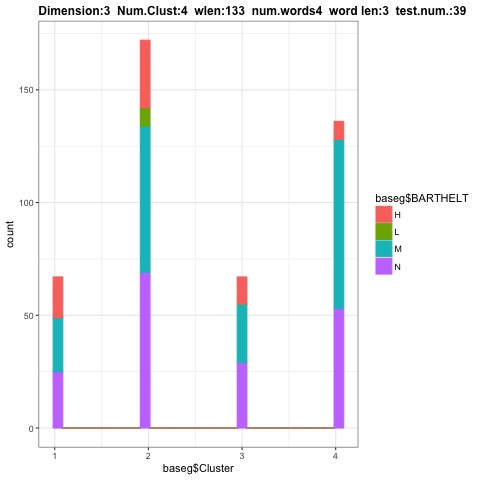 Dimension:3 Num.Clust:4 wlen:133 num.words4 word len:3 test.num.:39
150
100
50
0
count
1 2 3 4
baseg$Cluster
baseg$BARTHELT
H
L
M
N